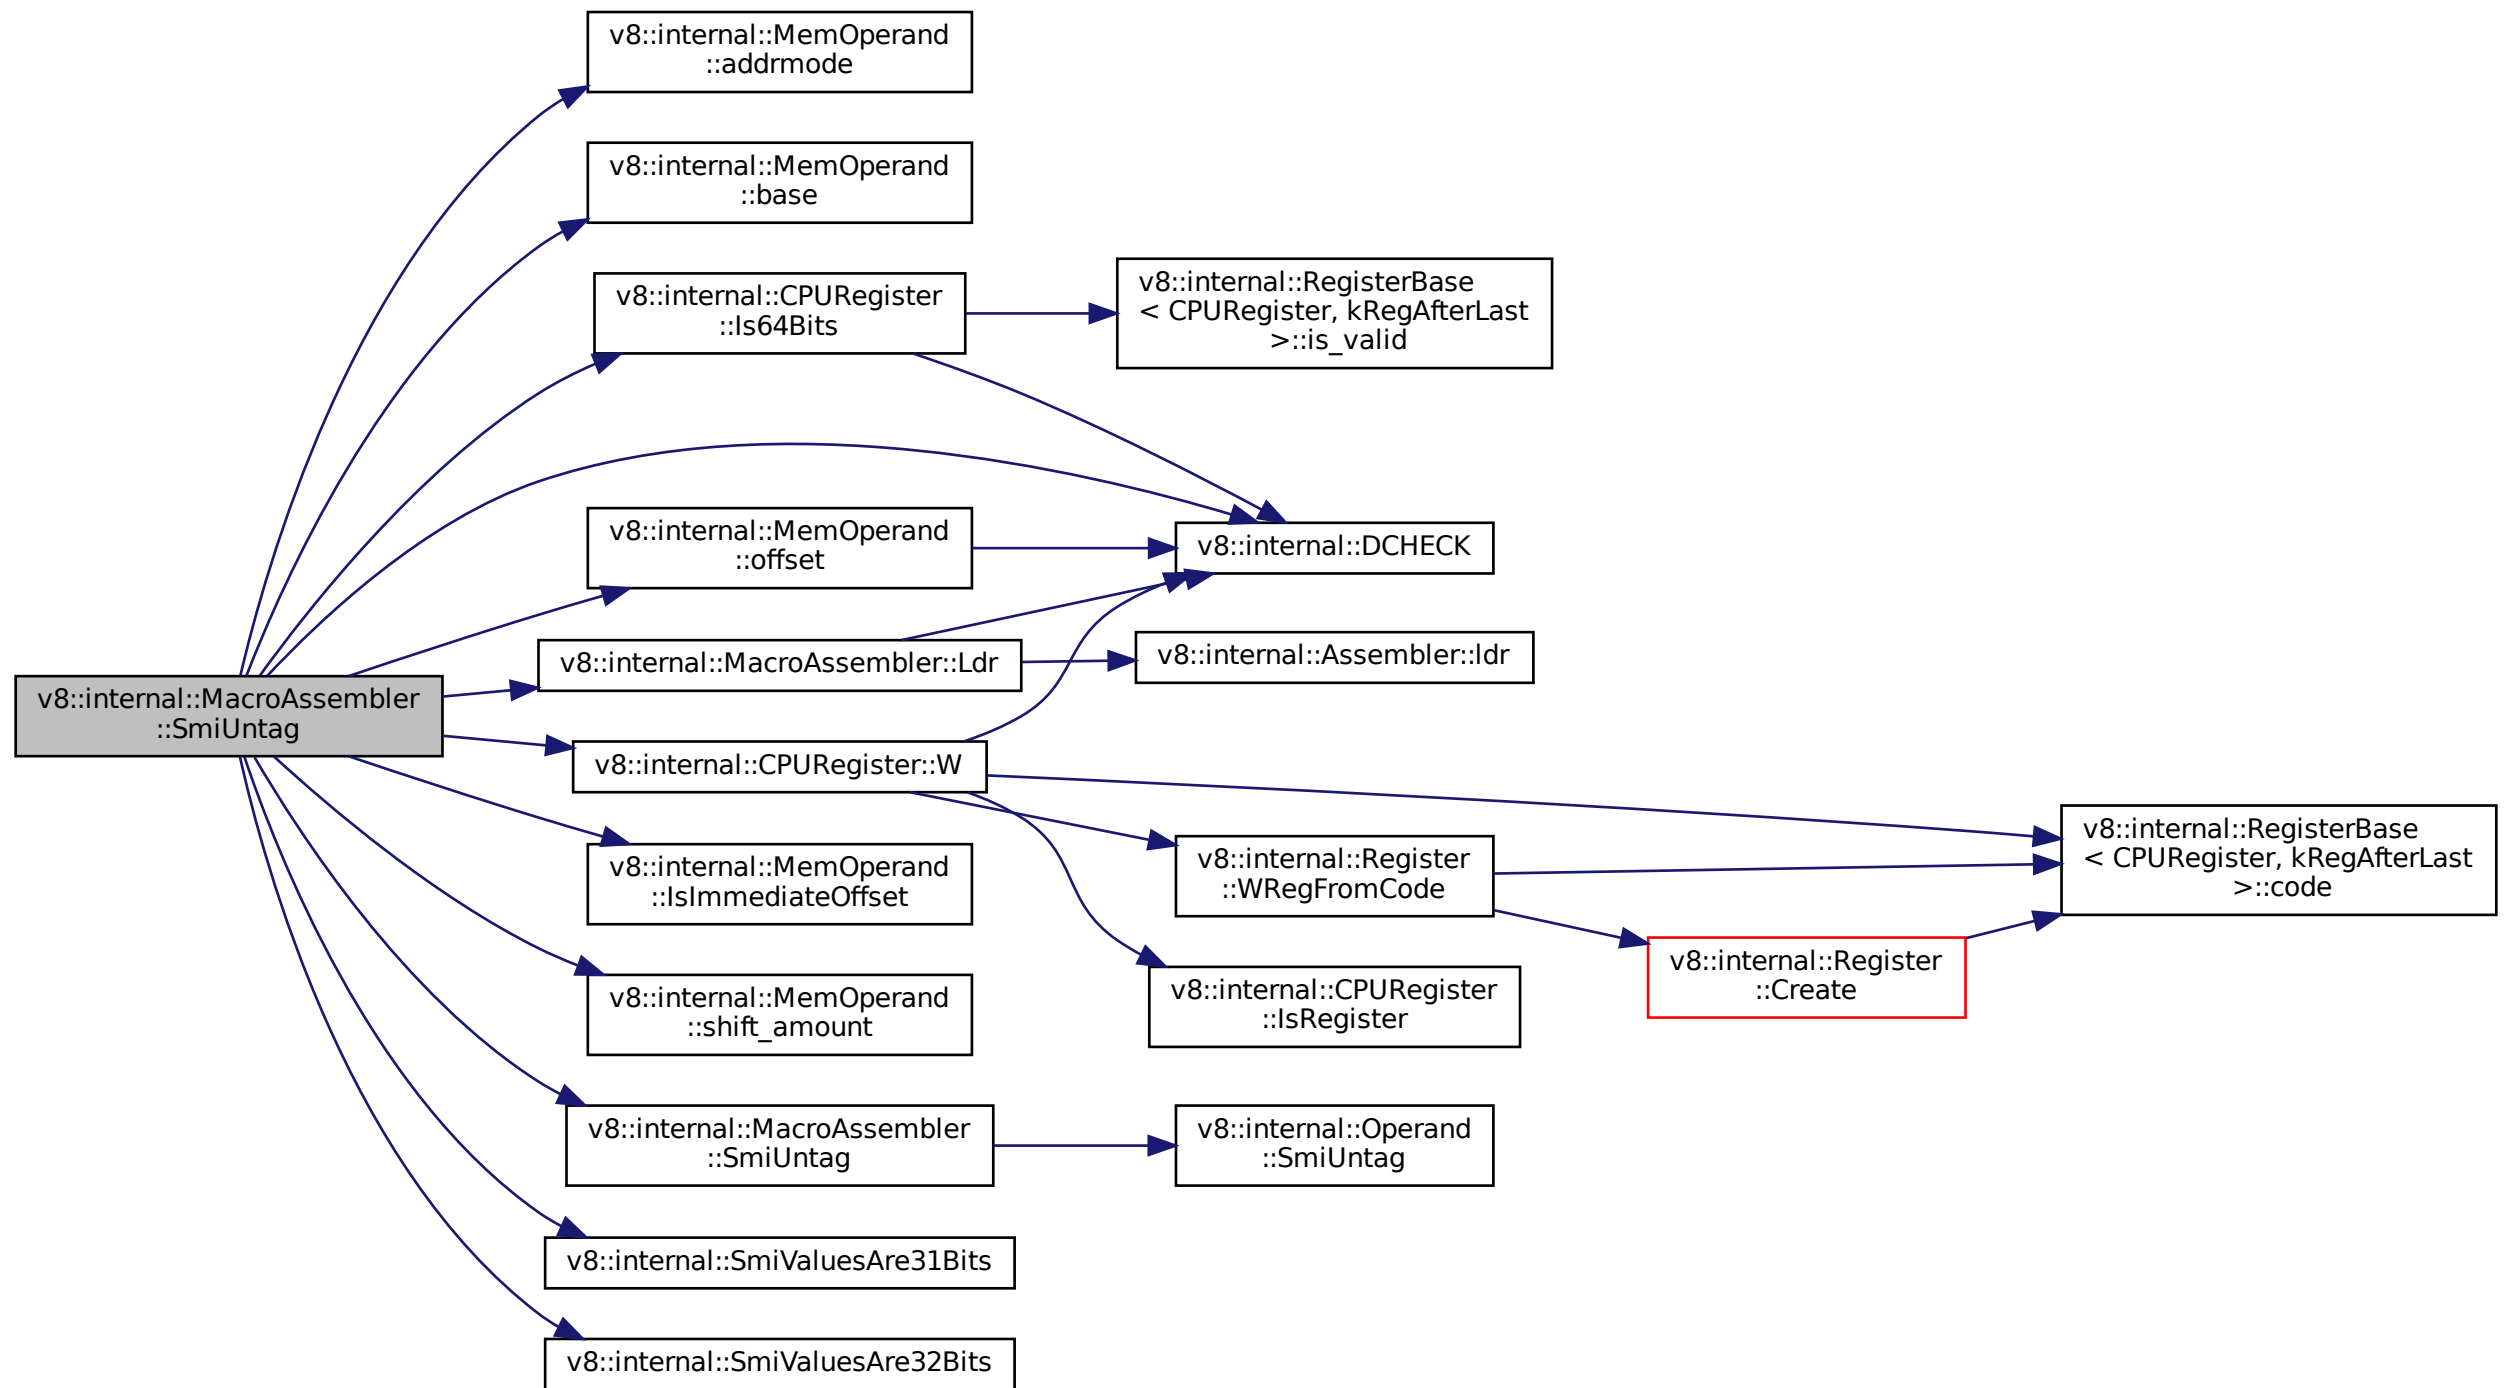 v8::internal::MemOperand
::addrmode
v8::internal::MemOperand
::base
v8::internal::CPURegister
::Is64Bits
v8::internal::RegisterBase
< CPURegister, kRegAfterLast
>::is_valid
v8::internal::MemOperand
::offset
v8::internal::DCHECK
v8::internal::MacroAssembler::Ldr
v8::internal::Assembler::ldr
v8::internal::MacroAssembler
::SmiUntag
v8::internal::CPURegister::W
v8::internal::MemOperand
::IsImmediateOffset
v8::internal::Register
::WRegFromCode
v8::internal::RegisterBase
< CPURegister, kRegAfterLast
>::code
v8::internal::Register
::Create
v8::internal::MemOperand
::shift_amount
v8::internal::CPURegister
::IsRegister
v8::internal::MacroAssembler
::SmiUntag
v8::internal::Operand
::SmiUntag
v8::internal::SmiValuesAre31Bits
v8::internal::SmiValuesAre32Bits